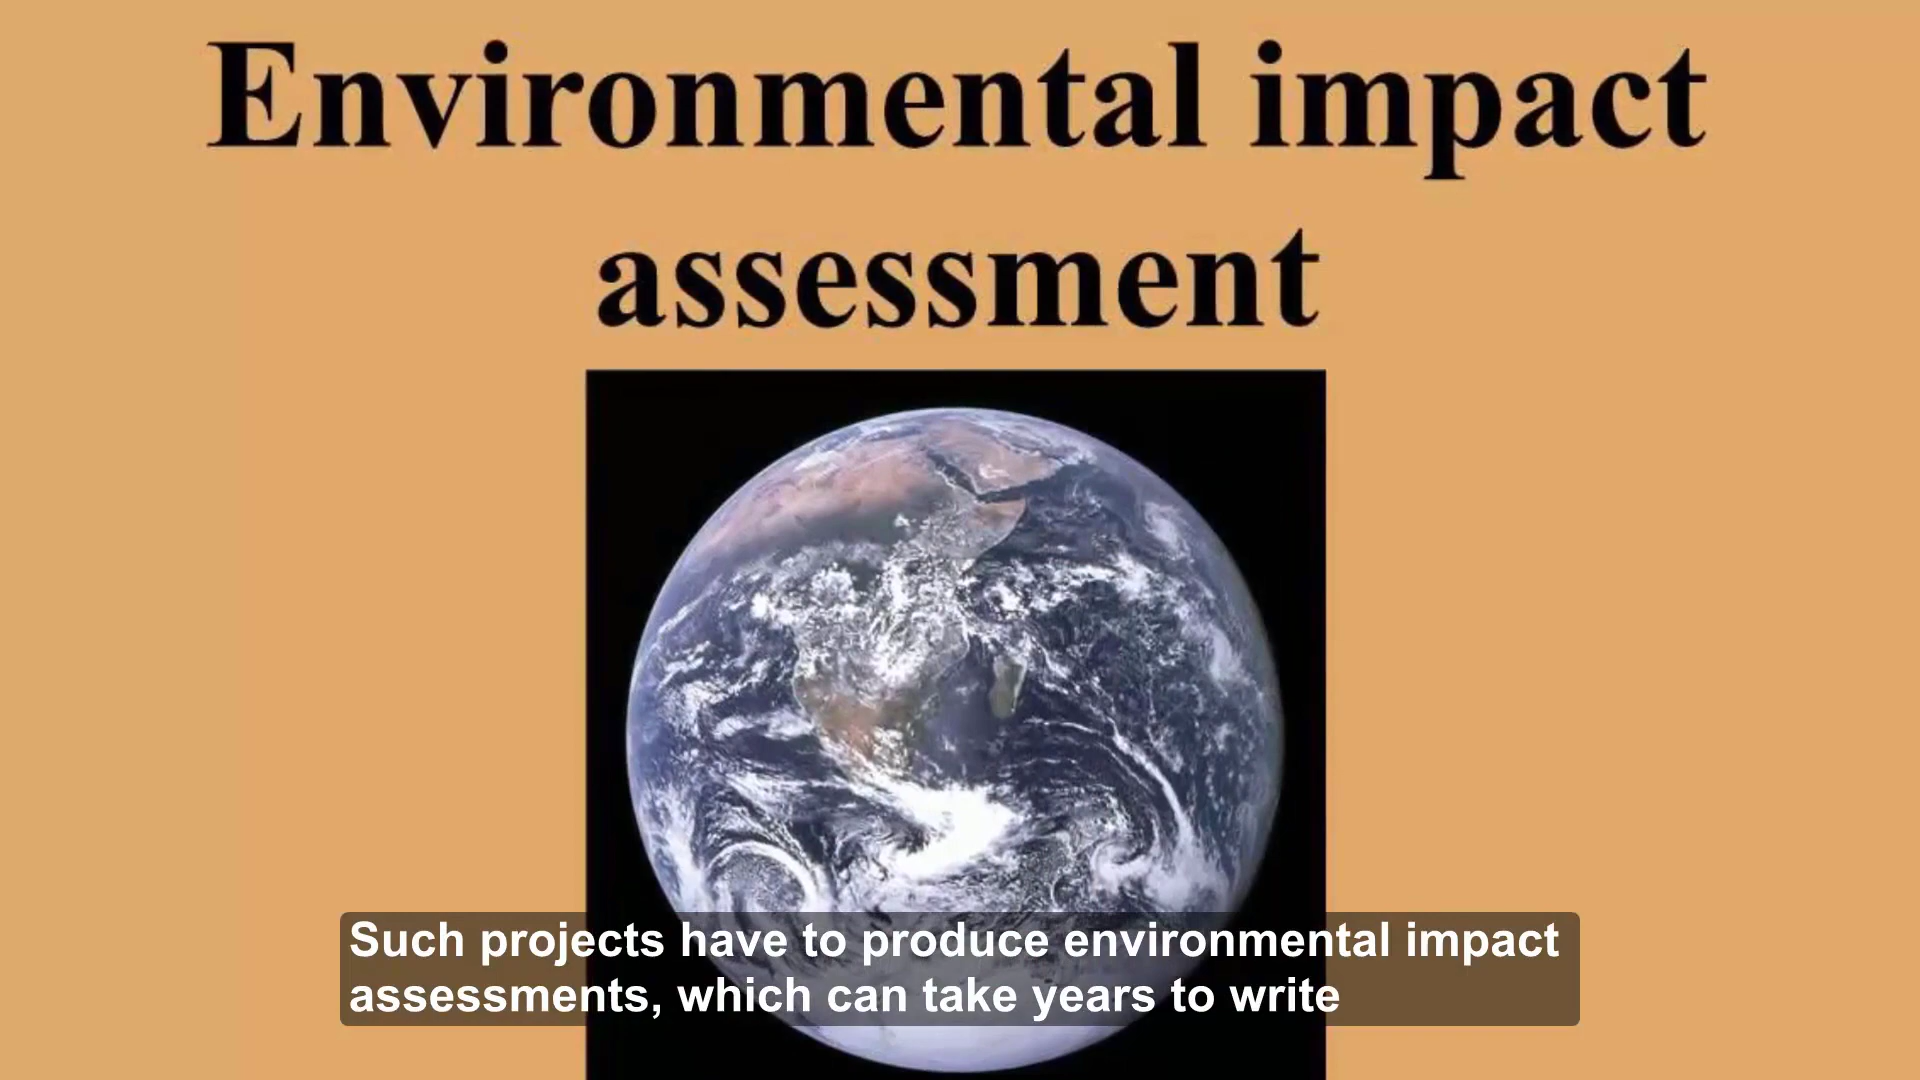 Environmental impact
assessment
Such projects have to produce environmental impact
assessments, which can take years to write